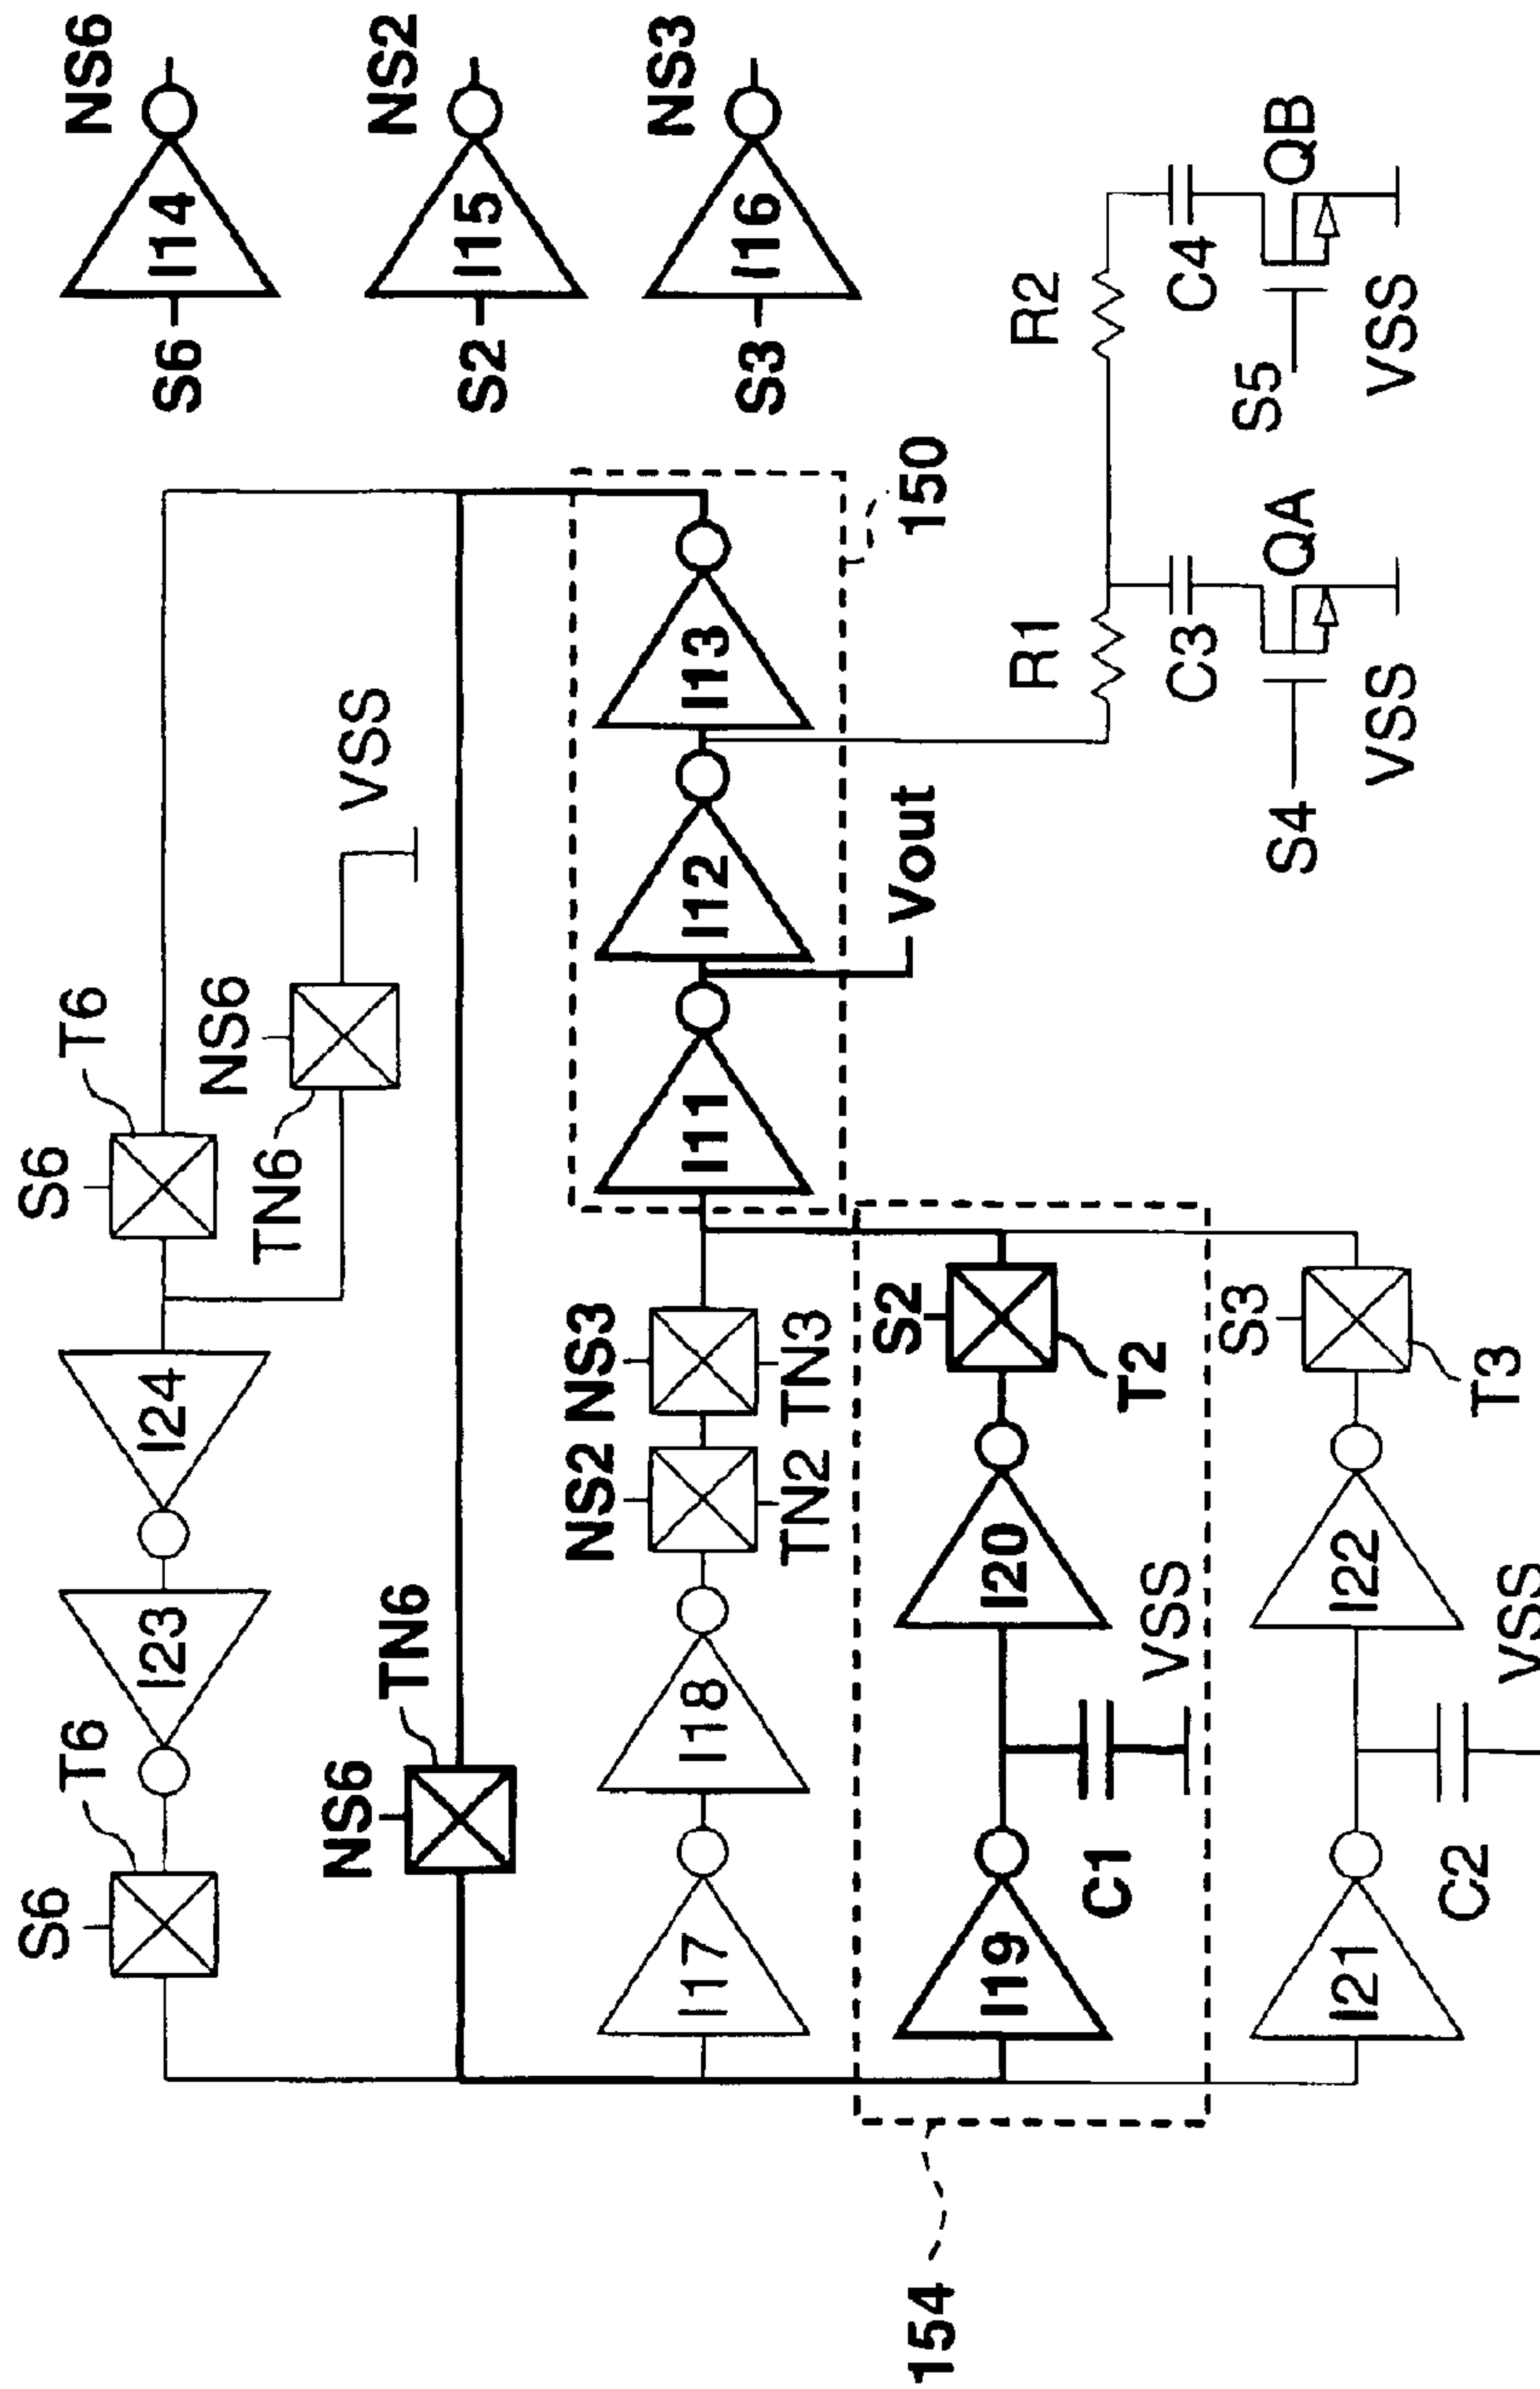 S6
T6
I23
I24
S6
T6
NS6
TN6
VSS
S6
I14
NS6
NS6
TN6
S2
I15
NS2
I17
I18
NS2
NS3
TN2
TN3
I11
I12
I13
Vout
150
S3
I16
NS3
154
I19
C1
VSS
I20
S2
T2
R1
R2
C3
C4
S4
QA
VSS
S5
QB
VSS
I21
C2
VSS
I22
S3
T3